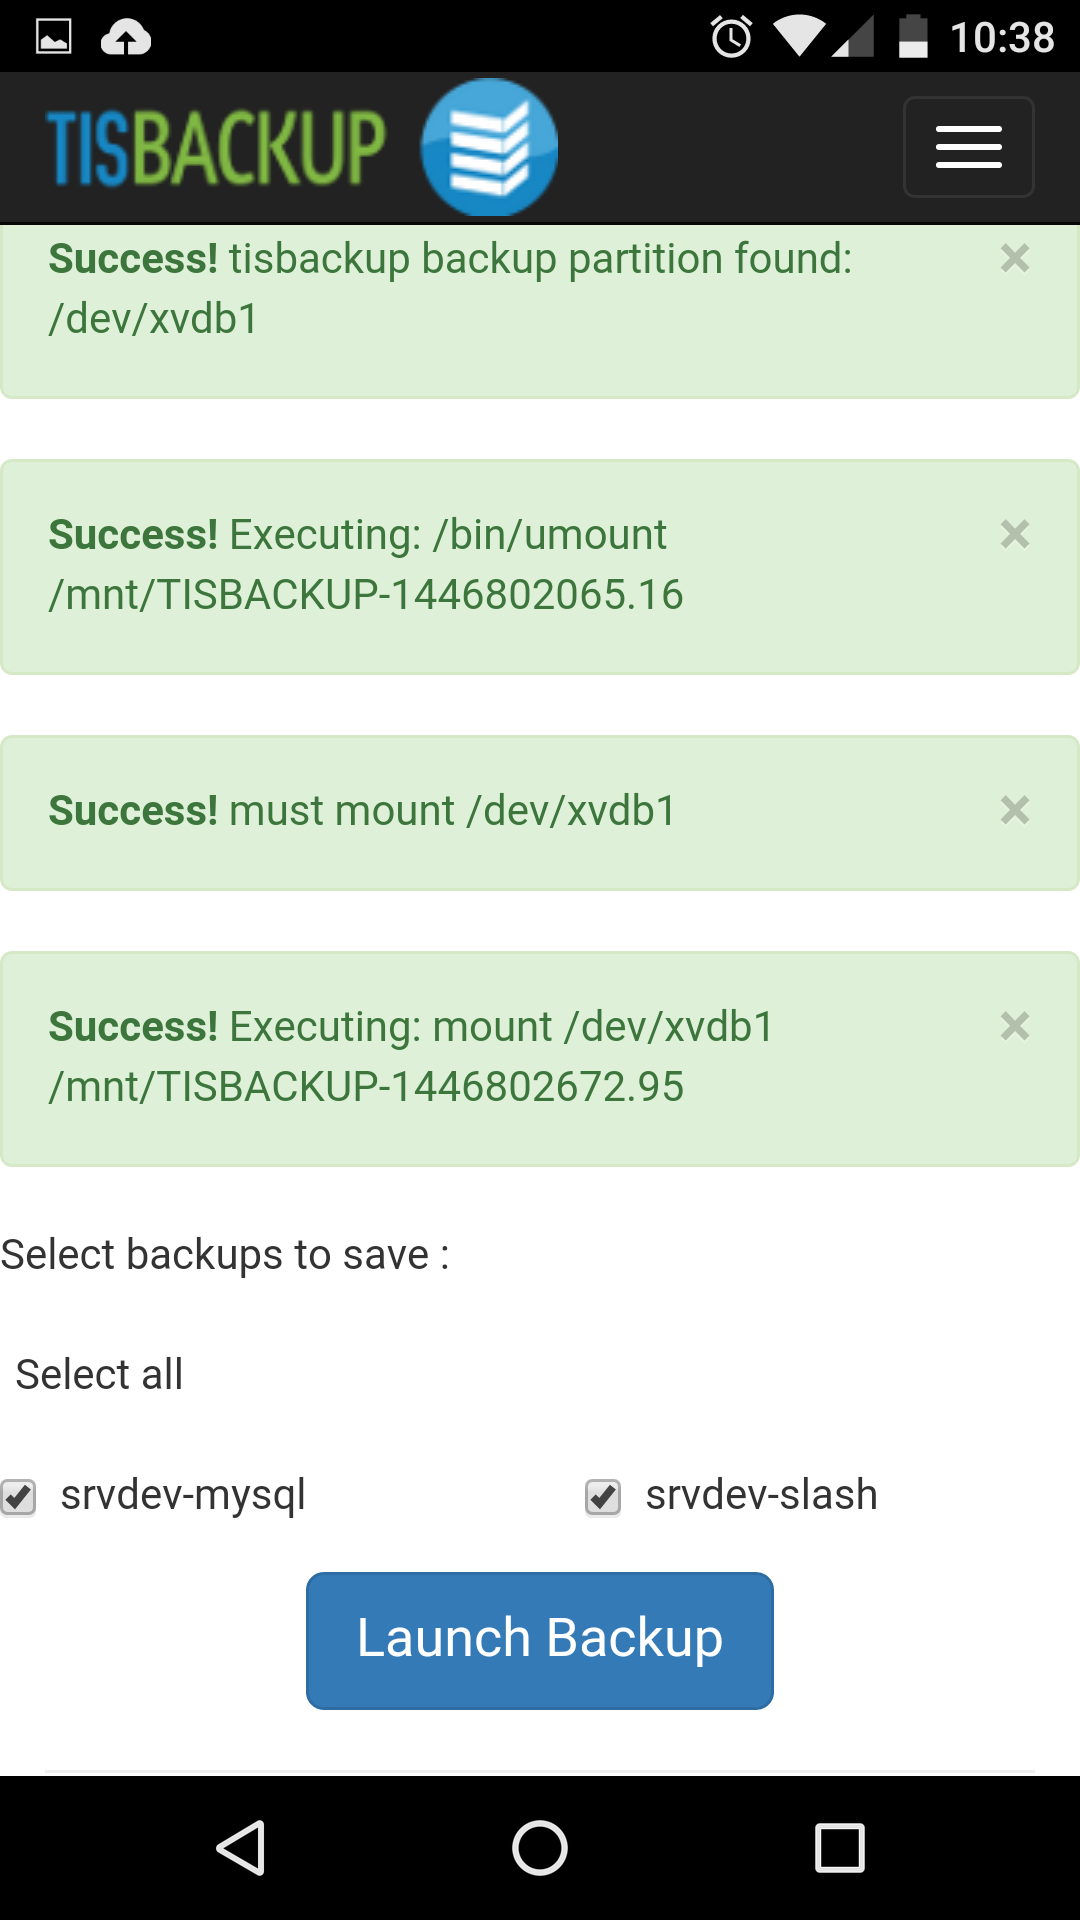 10:38
TISBACKUP
Success! tisbackup backup partition found:
/dev/xvdb1
×
Success! Executing: /bin/umount
/mnt/TISBACKUP-1446802065.16
×
Success! must mount /dev/xvdb1
×
Success! Executing: mount /dev/xvdb1
/mnt/TISBACKUP-1446802672.95
×
Select backups to save :
Select all
srvdev-mysql
srvdev-slash
Launch Backup